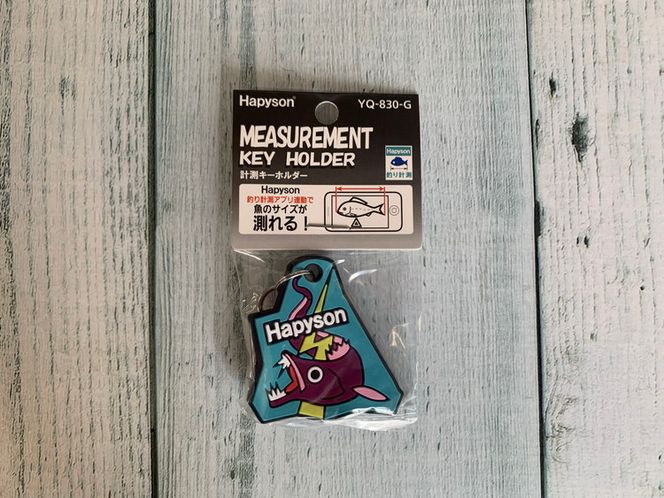 Hapyson YQ-830-G
MEASUREMENT
KEY HOLDER
計測キーホルダー
Hapyson
釣り計測
Hapyson
釣り計測アプリ連動で
魚のサイズが
測れる！
Hapyson